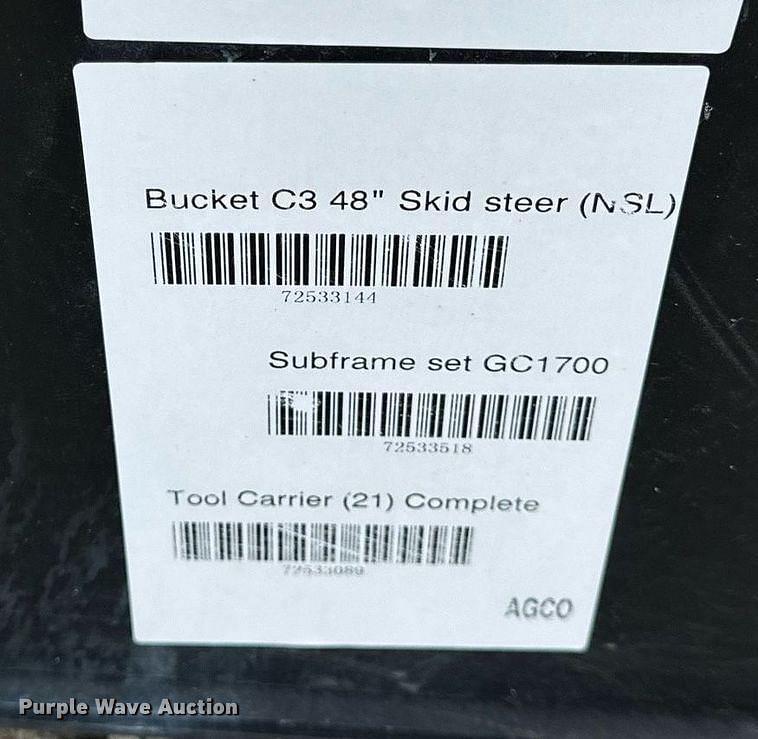 Bucket C3 48" Skid steer (NSL)
72533144
Subframe set GC1700
72533518
Tool Carrier (21) Complete
72533089
AGCO
Purple Wave Auction